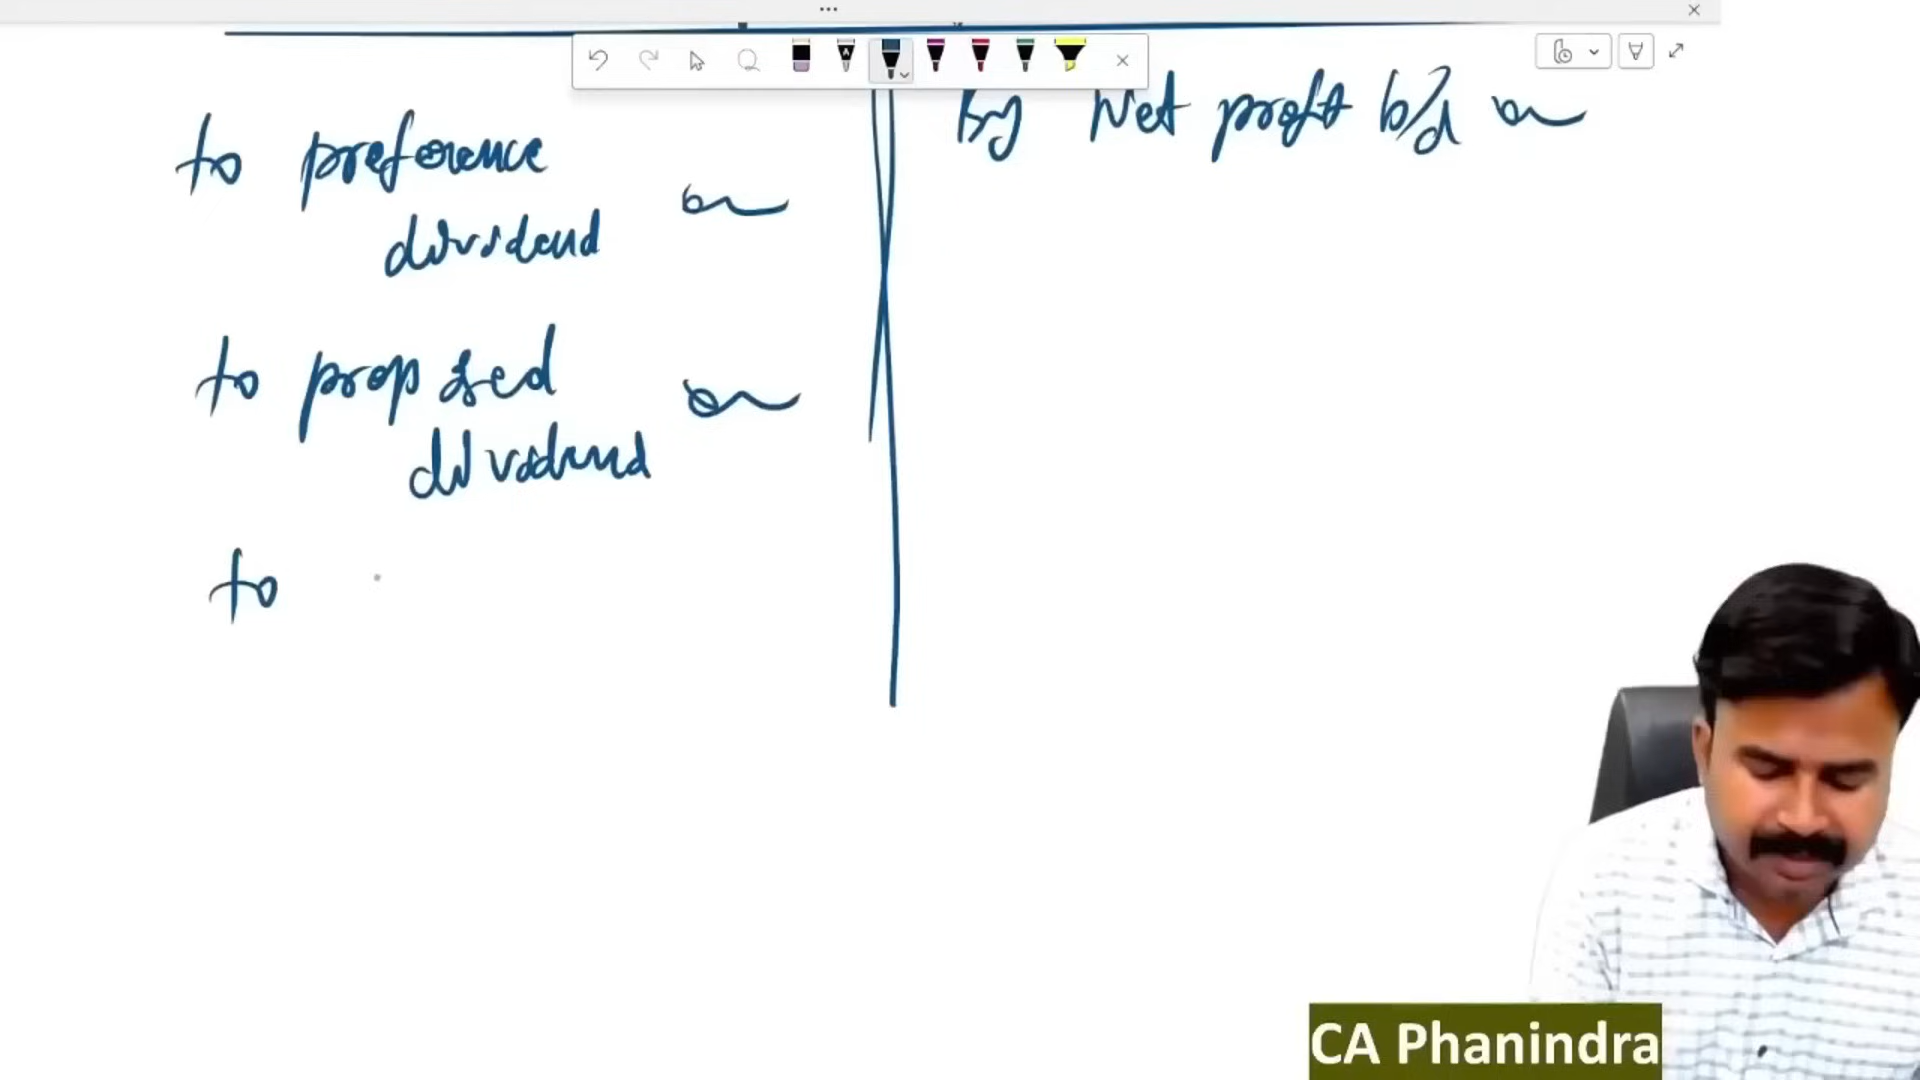 to preference
dividend
to proposed
dividend
to
By Net profit b/d
CA Phanindra